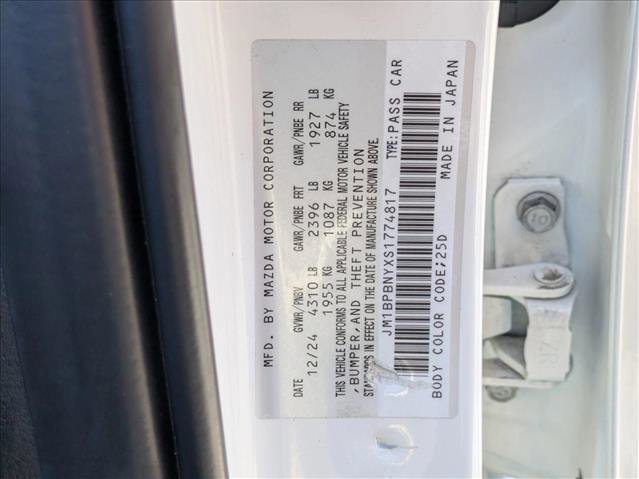 MFD. BY MAZDA MOTOR CORPORATION
DATE GVWR/PNBV GAWR/PNBE FRT GAWR/PNBE RR
12/24 4310 LB 2396 LB 1927 LB
1955 KG 1087 KG 874 KG
THIS VEHICLE CONFORMS TO ALL APPLICABLE FEDERAL MOTOR VEHICLE SAFETY
,BUMPER,AND THEFT PREVENTION
STANDARDS IN EFFECT ON THE DATE OF MANUFACTURE SHOWN ABOVE.
JM1BPBNYXS1774817 TYPE:PASS CAR
BODY COLOR CODE;25D MADE IN JAPAN
10